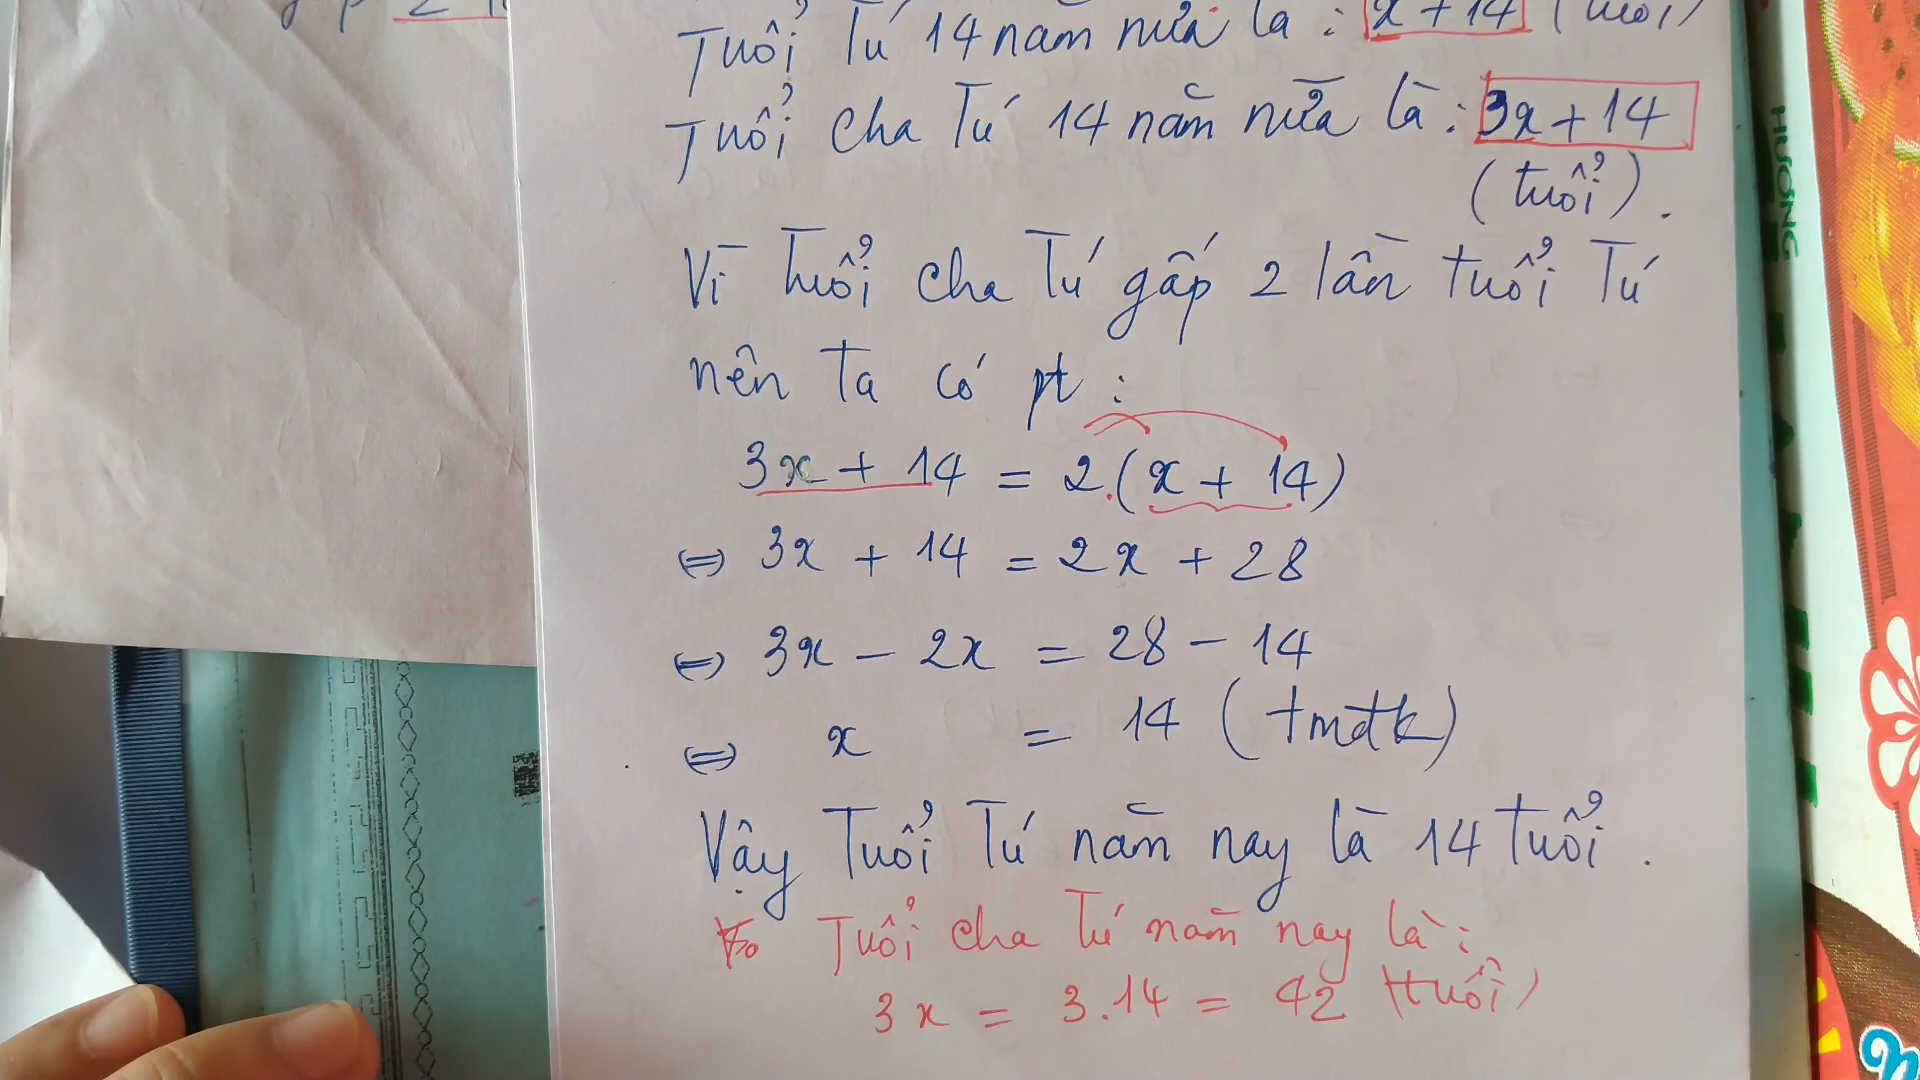 Tuổi Tú 14 năm nữa là : x + 14 (tuổi)
Tuổi cha Tú 14 năm nữa là : 3x + 14
(tuổi).
Vì tuổi cha Tú gấp 2 lần tuổi Tú
nên ta có pt :
3x + 14 = 2.(x + 14)
⇔ 3x + 14 = 2x + 28
⇔ 3x - 2x = 28 - 14
⇔ x = 14 (tmđk)
Vậy tuổi Tú năm nay là 14 tuổi.
Tuổi cha Tú năm nay là :
3x = 3.14 = 42 (tuổi)
HƯƠNG